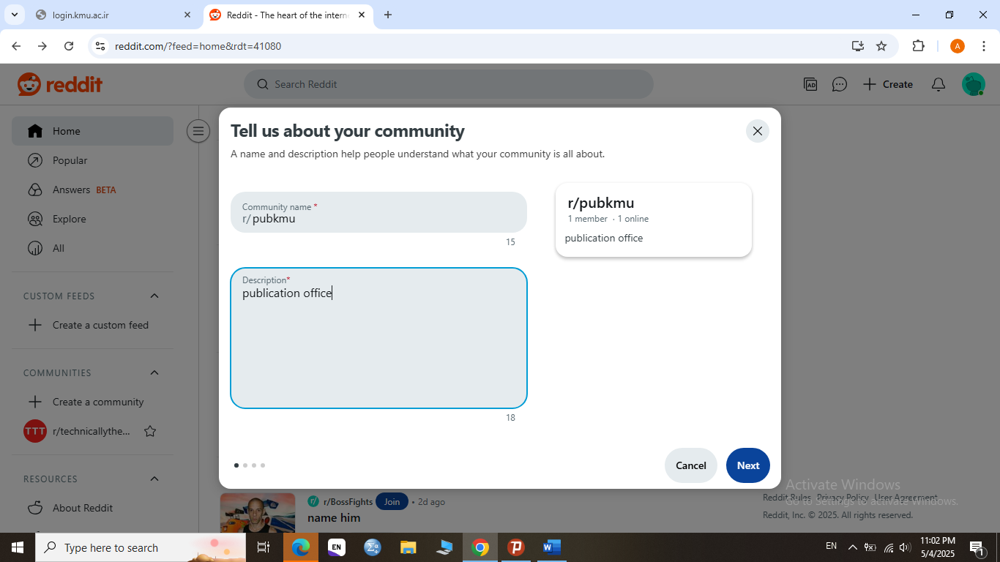 login.kmu.ac.ir
Reddit - The heart of the intern
reddit.com/?feed=home&rdt=41080
A
reddit
Search Reddit
AD
Create
Home
Popular
Answers BETA
Explore
All
CUSTOM FEEDS
Create a custom feed
COMMUNITIES
Create a community
TTT r/technicallythe...
RESOURCES
About Reddit
Tell us about your community
A name and description help people understand what your community is all about.
Community name *
r/pubkmu
15
Description*
publication office
18
r/pubkmu
1 member · 1 online
publication office
Cancel
Next
r/ r/BossFights Join • 2d ago
name him
Activate Windows
Go to Settings to activate Windows.
Reddit Rules Privacy Policy User Agreement
Reddit, Inc. © 2025. All rights reserved.
Type here to search
EN
EN
11:02 PM
5/4/2025
1